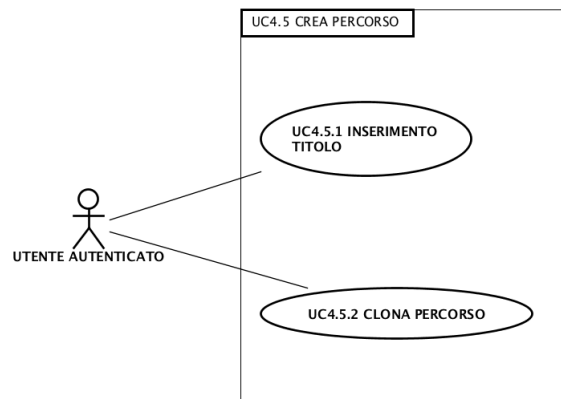 UC4.5 CREA PERCORSO
UC4.5.1 INSERIMENTO
TITOLO
UTENTE AUTENTICATO
UC4.5.2 CLONA PERCORSO